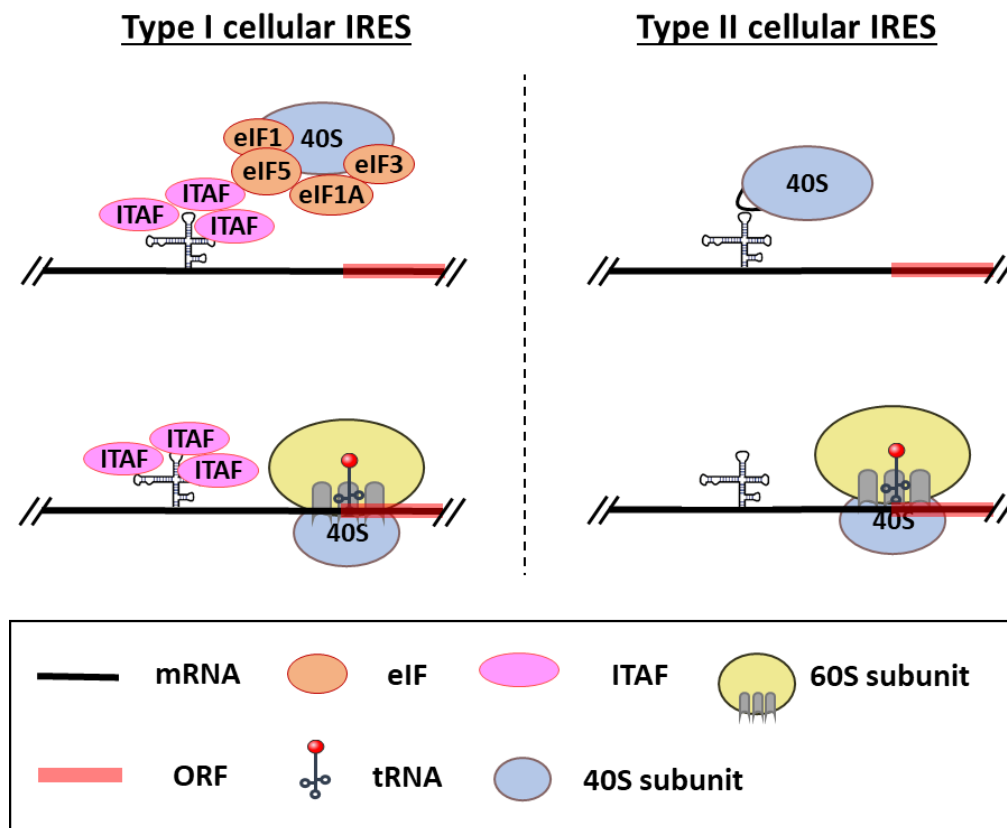 Type I cellular IRES
Type II cellular IRES
eIF1
40S
eIF5
eIF3
eIF1A
ITAF
ITAF
ITAF
40S
ITAF
ITAF
ITAF
40S
40S
mRNA
eIF
ITAF
60S subunit
ORF
tRNA
40S subunit